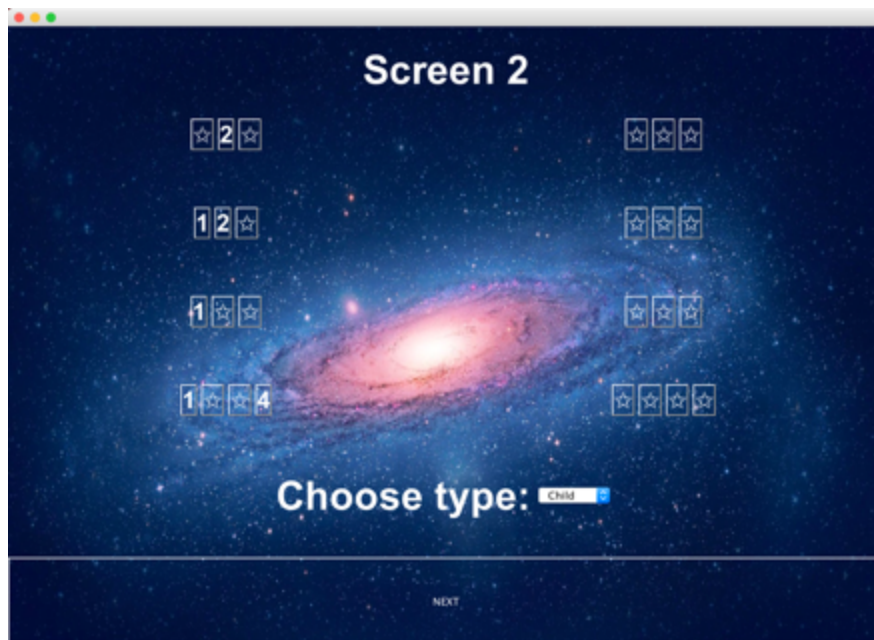 Screen 2
☆ 2 ☆ ☆ ☆ ☆
1 2 ☆ ☆ ☆ ☆
1 ☆ ☆ ☆ ☆ ☆
1 ☆ ☆ 4 ☆ ☆ ☆ ☆
Choose type: Child
NEXT